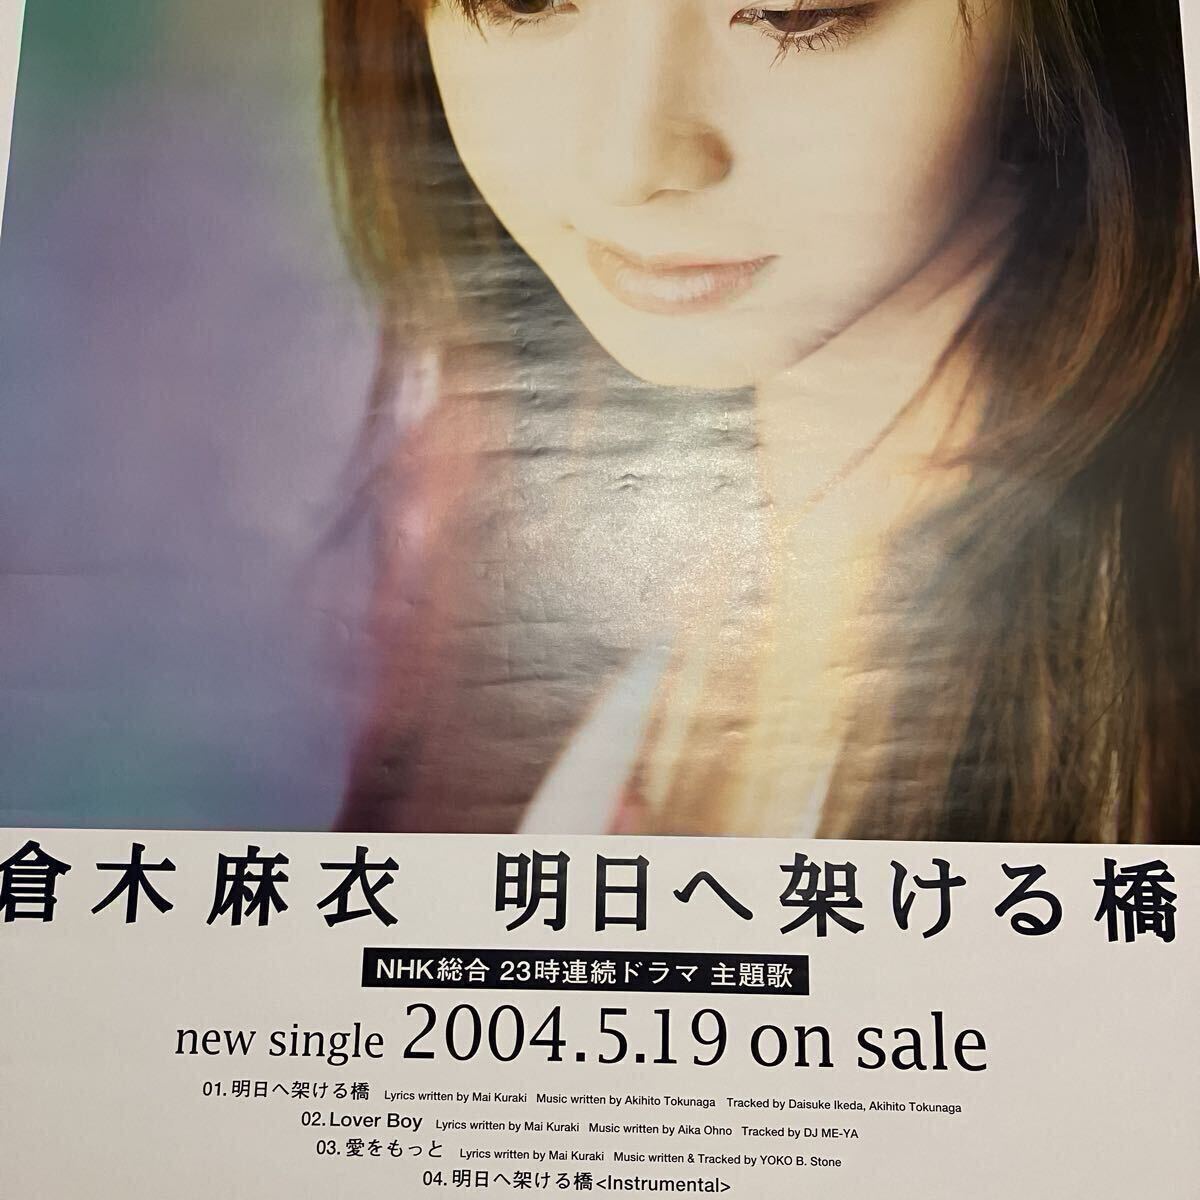 倉木麻衣 明日へ架ける橋
NHK総合 23時連続ドラマ 主題歌
new single 2004.5.19 on sale
01. 明日へ架ける橋 Lyrics written by Mai Kuraki Music written by Akihito Tokunaga Tracked by Daisuke Ikeda, Akihito Tokunaga
02. Lover Boy Lyrics written by Mai Kuraki Music written by Aika Ohno Tracked by DJ ME-YA
03. 愛をもっと Lyrics written by Mai Kuraki Music written & Tracked by YOKO B. Stone
04. 明日へ架ける橋<Instrumental>